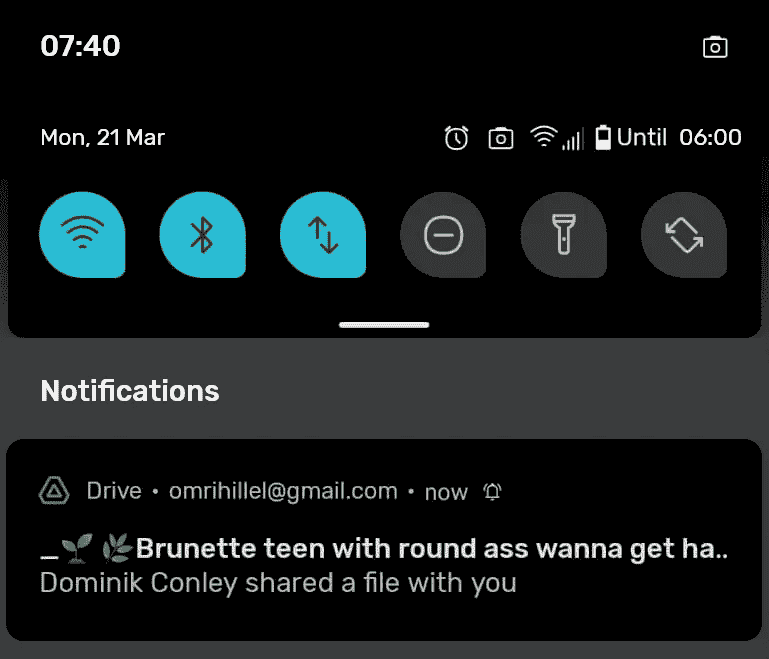 07:40
Mon, 21 Mar
Until 06:00
Notifications
Drive • omrihillel@gmail.com • now
_🌱 🌿Brunette teen with round ass wanna get ha..
Dominik Conley shared a file with you